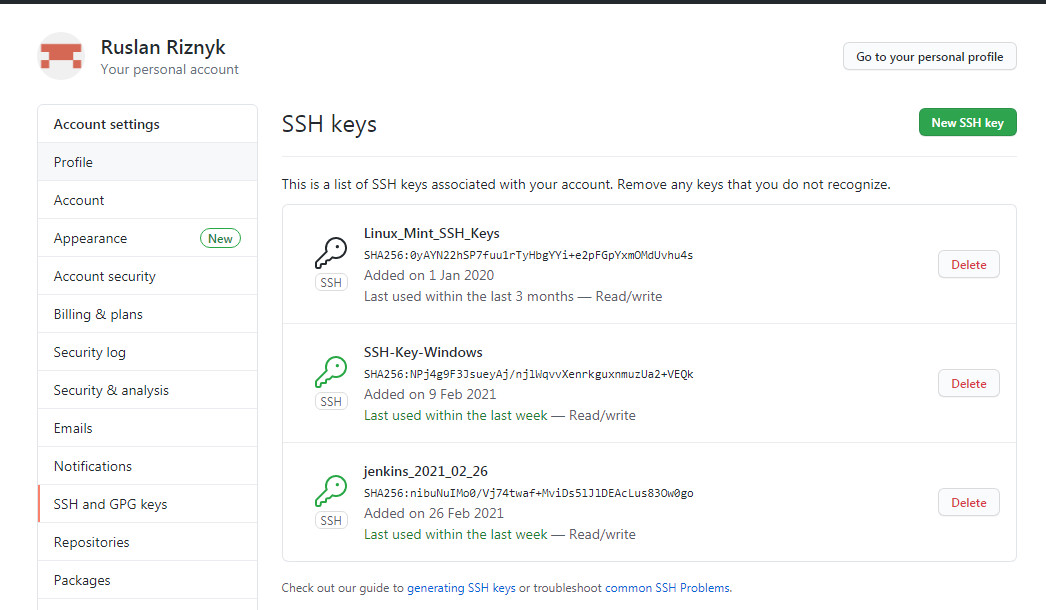 Ruslan Riznyk
Your personal account
Go to your personal profile
Account settings
Profile
Account
Appearance New
Account security
Billing & plans
Security log
Security & analysis
Emails
Notifications
SSH and GPG keys
Repositories
Packages
SSH keys
New SSH key
This is a list of SSH keys associated with your account. Remove any keys that you do not recognize.
Linux_Mint_SSH_Keys
SHA256:0yAYN22hSP7fuu1rTyHbgYYi+e2pFGpYxmOMdUvhu4s
Added on 1 Jan 2020
Last used within the last 3 months — Read/write
SSH
Delete
SSH-Key-Windows
SHA256:NPj4g9F3JsueyAj/njlWqvvXenrkguxnmuzUa2+VEQk
Added on 9 Feb 2021
Last used within the last week — Read/write
SSH
Delete
jenkins_2021_02_26
SHA256:nibuNuIMo0/Vj74twaf+MviDs5lJlDEAcLus83Ow0go
Added on 26 Feb 2021
Last used within the last week — Read/write
SSH
Delete
Check out our guide to generating SSH keys or troubleshoot common SSH Problems.